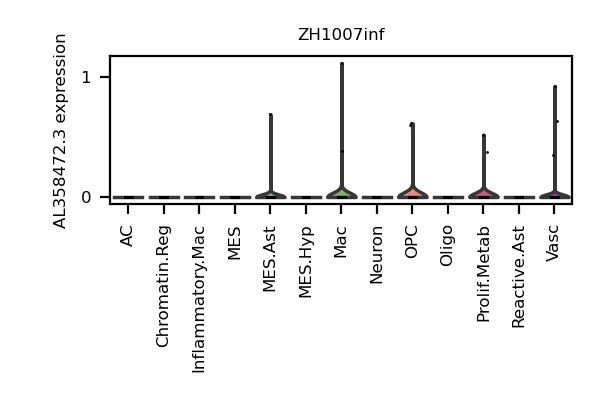 ZH1007inf
AL358472.3 expression
1
0
AC
Chromatin.Reg
Inflammatory.Mac
MES
MES.Ast
MES.Hyp
Mac
Neuron
OPC
Oligo
Prolif.Metab
Reactive.Ast
Vasc